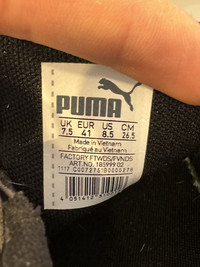 PUMA
UK EUR US CM
7.5 41 8.5 26.5
Made in Vietnam
Fabriqué au Vietnam
FACTORY FTWDS/FVNDS
ART.NO. 185999 02
1117